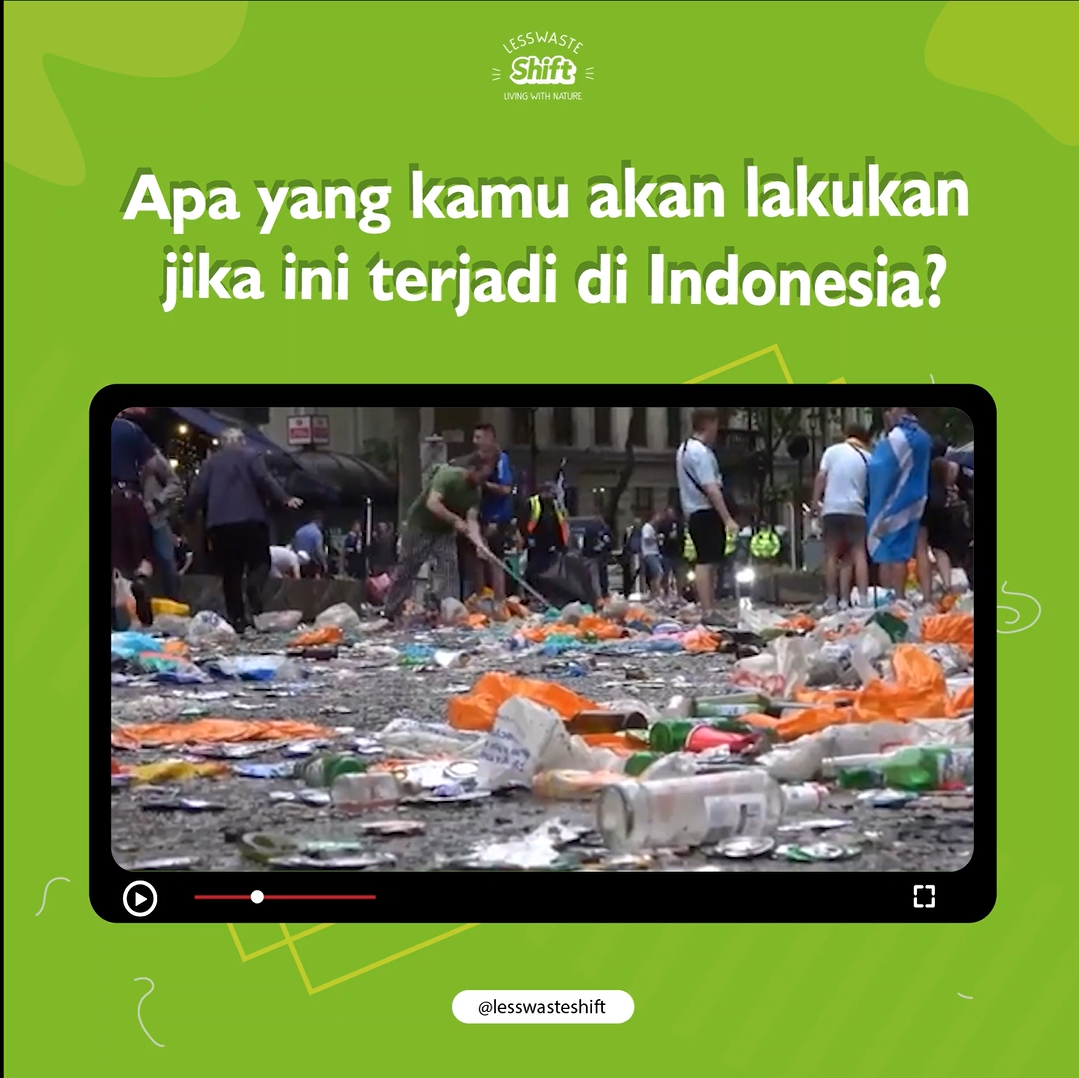 LESSWASTE
Shift
LIVING WITH NATURE
Apa yang kamu akan lakukan
jika ini terjadi di Indonesia?
@lesswasteshift